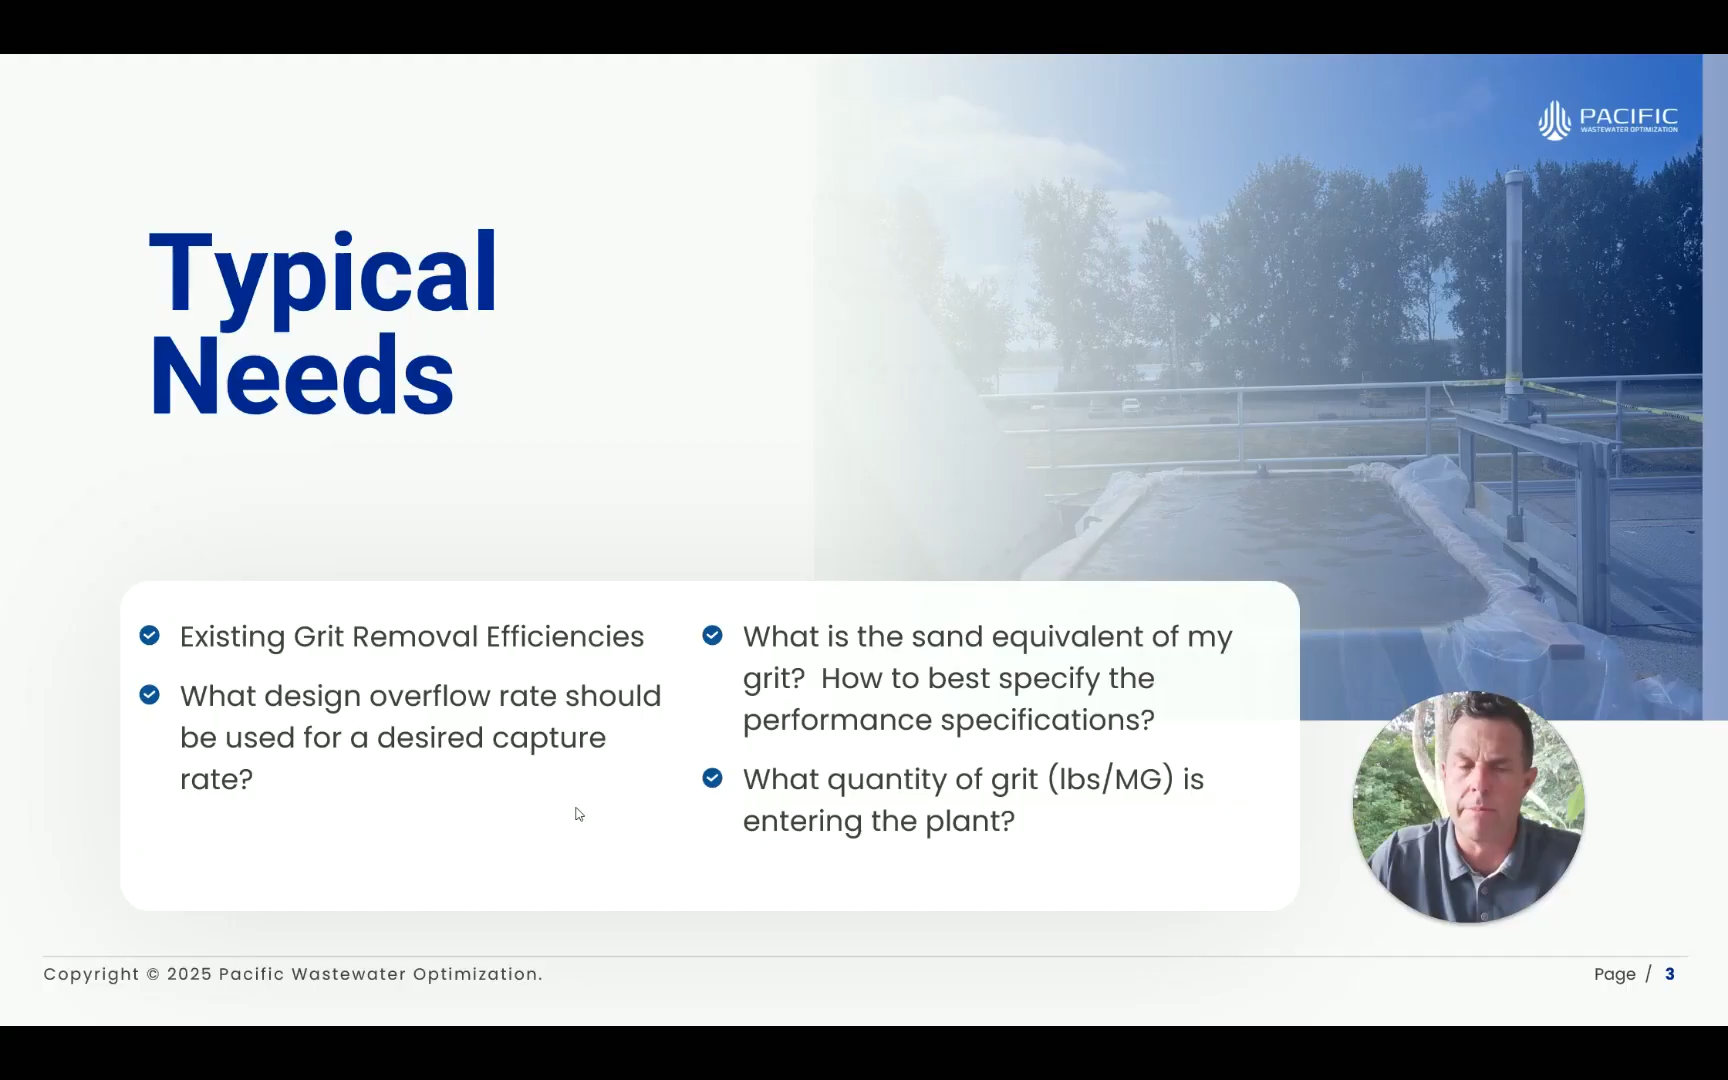 PACIFIC
WASTEWATER OPTIMIZATION
Typical
Needs
Existing Grit Removal Efficiencies
What design overflow rate should
be used for a desired capture
rate?
What is the sand equivalent of my
grit?  How to best specify the
performance specifications?
What quantity of grit (lbs/MG) is
entering the plant?
Copyright © 2025 Pacific Wastewater Optimization.
Page / 3